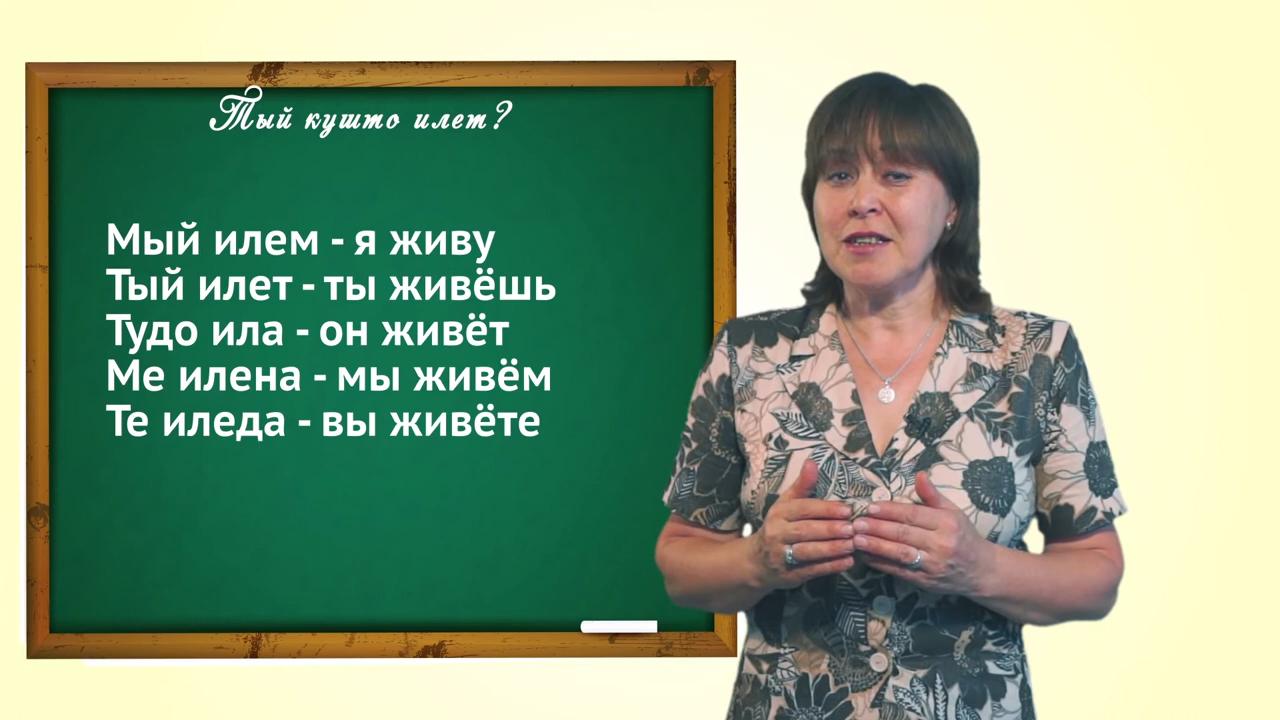 Тый кушто илет?
Мый илем - я живу
Тый илет - ты живёшь
Тудо ила - он живёт
Ме илена - мы живём
Те иледа - вы живёте